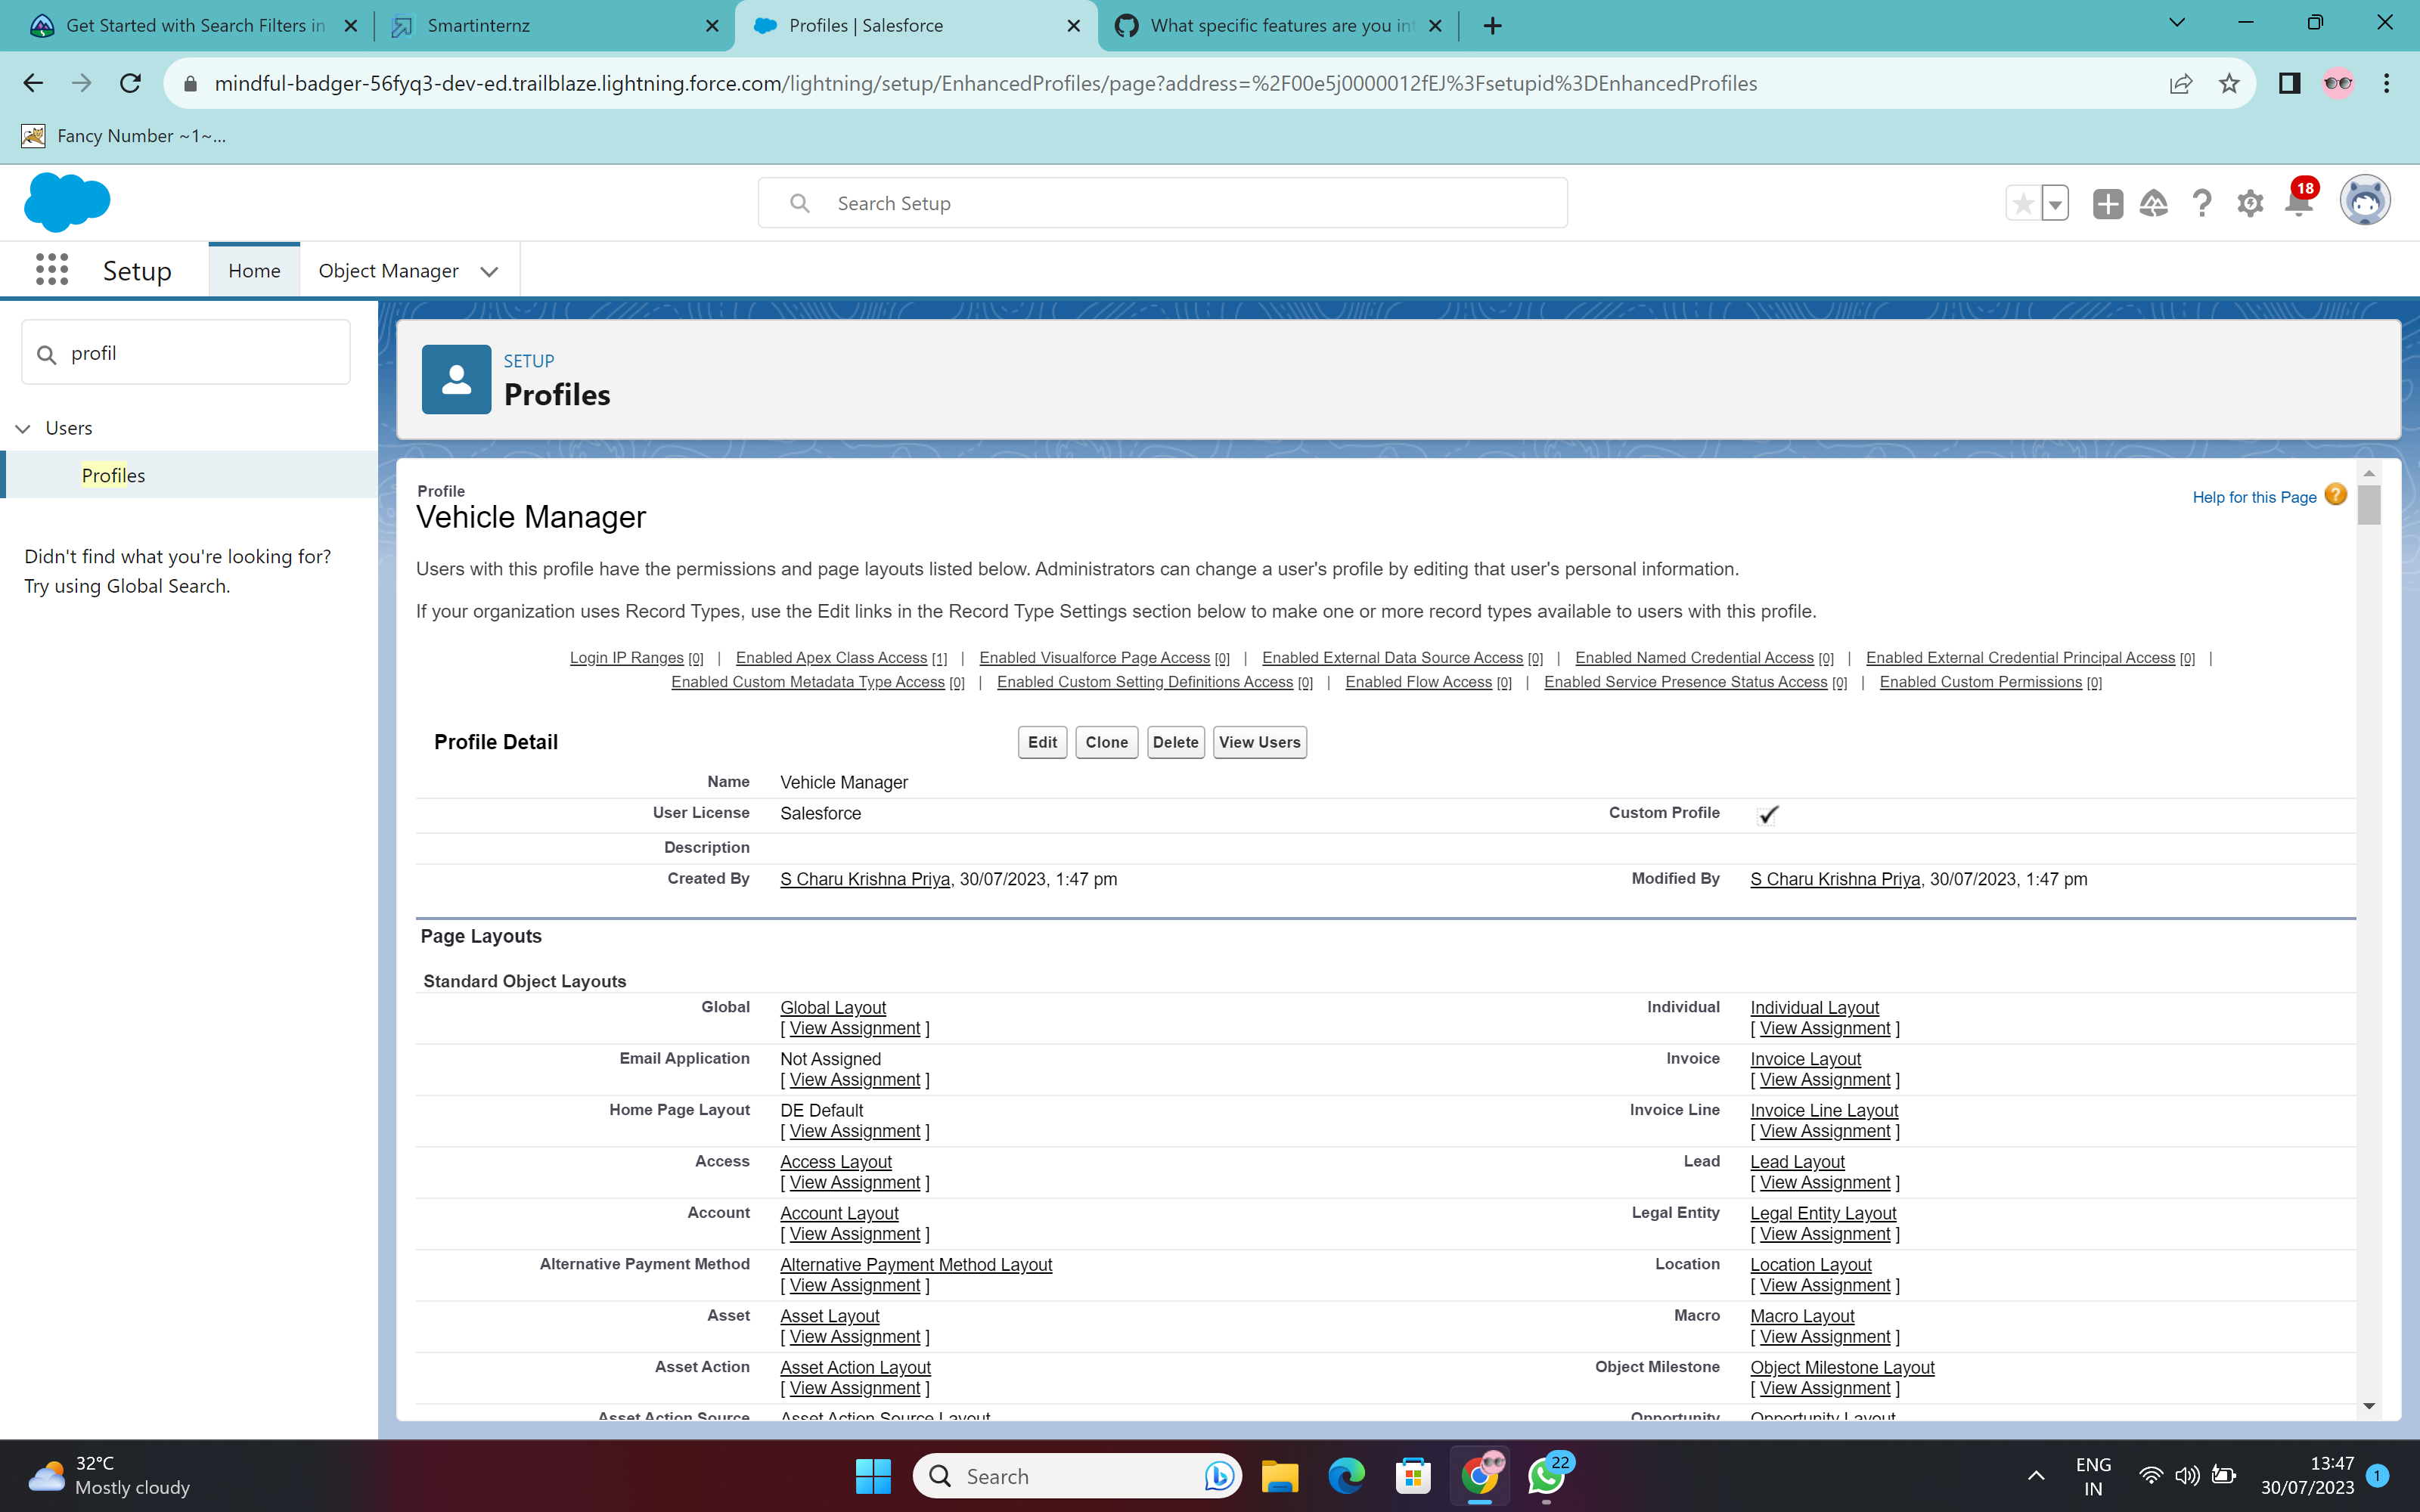 Get Started with Search Filters in
Smartinternz
Profiles | Salesforce
What specific features are you int
mindful-badger-56fyq3-dev-ed.trailblaze.lightning.force.com/lightning/setup/EnhancedProfiles/page?address=%2F00e5j0000012fEJ%3Fsetupid%3DEnhancedProfiles
Fancy Number ~1~...
Search Setup
18
Setup
Home
Object Manager
profil
Users
Profiles
Didn't find what you're looking for?
Try using Global Search.
SETUP
Profiles
Profile
Vehicle Manager
Help for this Page
Users with this profile have the permissions and page layouts listed below. Administrators can change a user's profile by editing that user's personal information.
If your organization uses Record Types, use the Edit links in the Record Type Settings section below to make one or more record types available to users with this profile.
Login IP Ranges [0] | Enabled Apex Class Access [1] | Enabled Visualforce Page Access [0] | Enabled External Data Source Access [0] | Enabled Named Credential Access [0] | Enabled External Credential Principal Access [0] |
Enabled Custom Metadata Type Access [0] | Enabled Custom Setting Definitions Access [0] | Enabled Flow Access [0] | Enabled Service Presence Status Access [0] | Enabled Custom Permissions [0]
Profile Detail Edit Clone Delete View Users
Name Vehicle Manager
User License Salesforce Custom Profile
Description
Created By S Charu Krishna Priya, 30/07/2023, 1:47 pm Modified By S Charu Krishna Priya, 30/07/2023, 1:47 pm
Page Layouts
Standard Object Layouts
Global Global Layout Individual Individual Layout
[ View Assignment ] [ View Assignment ]
Email Application Not Assigned Invoice Invoice Layout
[ View Assignment ] [ View Assignment ]
Home Page Layout DE Default Invoice Line Invoice Line Layout
[ View Assignment ] [ View Assignment ]
Access Access Layout Lead Lead Layout
[ View Assignment ] [ View Assignment ]
Account Account Layout Legal Entity Legal Entity Layout
[ View Assignment ] [ View Assignment ]
Alternative Payment Method Alternative Payment Method Layout Location Location Layout
[ View Assignment ] [ View Assignment ]
Asset Asset Layout Macro Macro Layout
[ View Assignment ] [ View Assignment ]
Asset Action Asset Action Layout Object Milestone Object Milestone Layout
[ View Assignment ] [ View Assignment ]
Asset Action Source Asset Action Source Layout Opportunity Opportunity Layout
32°C
Mostly cloudy
Search
22
ENG
IN
13:47
30/07/2023
1